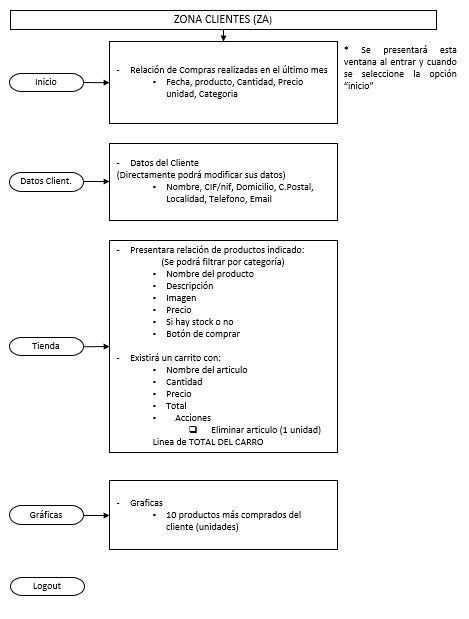 ZONA CLIENTES (ZA)
* Se presentará esta
ventana al entrar y cuando
se seleccione la opción
“inicio”
Inicio
- Relación de Compras realizadas en el último mes
• Fecha, producto, Cantidad, Precio
unidad, Categoria
Datos Client.
- Datos del Cliente
(Directamente podrá modificar sus datos)
• Nombre, CIF/nif, Domicilio, C.Postal,
Localidad, Telefono, Email
Tienda
- Presentara relación de productos indicado:
(Se podrá filtrar por categoría)
• Nombre del producto
• Descripción
• Imagen
• Precio
• Si hay stock o no
• Botón de comprar
- Existirá un carrito con:
• Nombre del articulo
• Cantidad
• Precio
• Total
• Acciones
❑ Eliminar articulo (1 unidad)
Linea de TOTAL DEL CARRO
Gráficas
- Graficas
• 10 productos más comprados del
cliente (unidades)
Logout